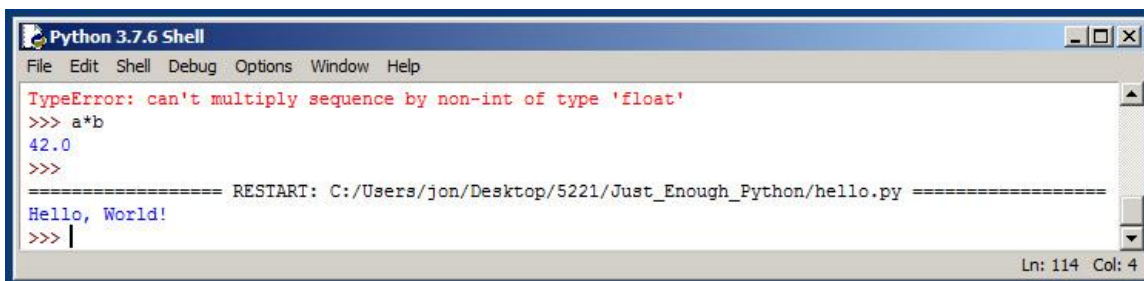 Python 3.7.6 Shell
File Edit Shell Debug Options Window Help
TypeError: can't multiply sequence by non-int of type 'float'
>>> a*b
42.0
>>>
================== RESTART: C:/Users/jon/Desktop/5221/Just_Enough_Python/hello.py ==================
Hello, World!
>>>
Ln: 114 Col: 4